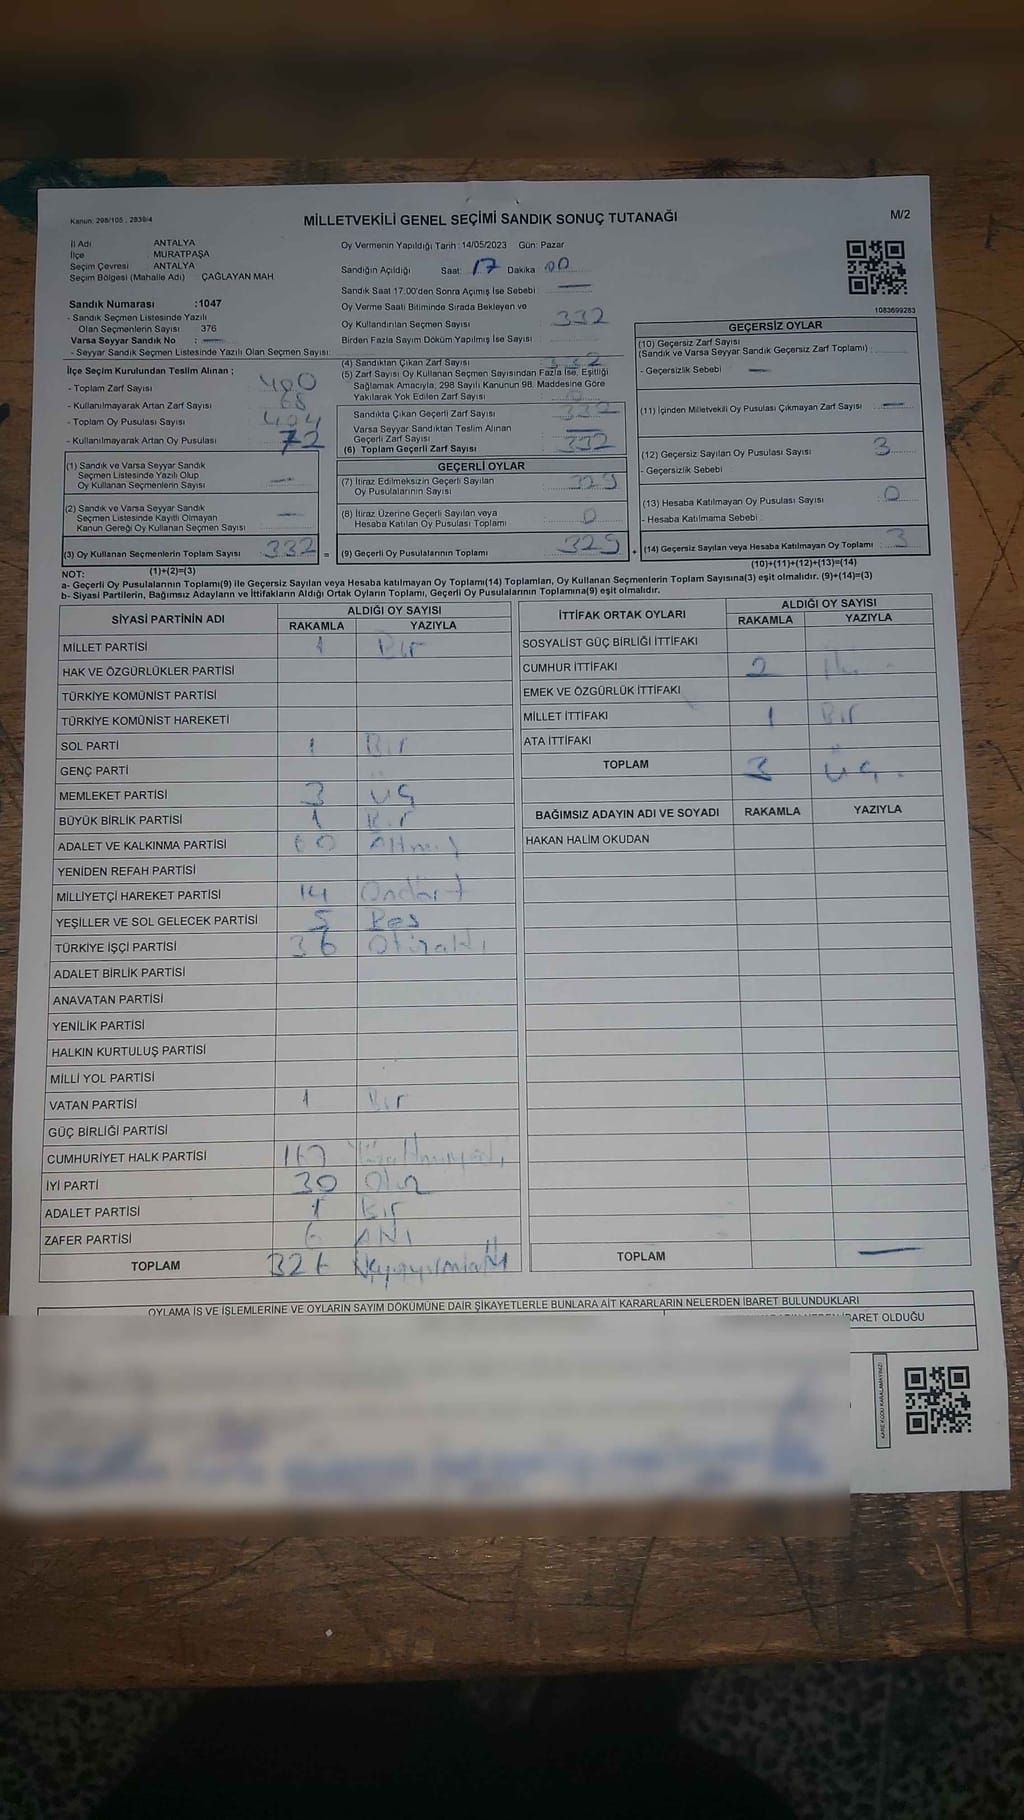 Kanun: 298/105 , 2839/4
MİLLETVEKİLİ GENEL SEÇİMİ SANDIK SONUÇ TUTANAĞI
M/2
İl Adı : ANTALYA
İlçe : MURATPAŞA
Seçim Çevresi : ANTALYA
Seçim Bölgesi (Mahalle Adı) : ÇAĞLAYAN MAH.
Sandık Numarası :1047
- Sandık Seçmen Listesinde Yazılı
Olan Seçmenlerin Sayısı : 376
Varsa Seyyar Sandık No : —
- Seyyar Sandık Seçmen Listesinde Yazılı Olan Seçmen Sayısı:
Oy Vermenin Yapıldığı Tarih : 14/05/2023 Gün: Pazar
Sandığın Açıldığı Saat: 17 Dakika 00
Sandık Saat 17:00'den Sonra Açılmış İse Sebebi : —
Oy Verme Saati Bitiminde Sırada Bekleyen ve
Oy Kullandırılan Seçmen Sayısı : 332
Birden Fazla Sayım Döküm Yapılmış İse Sayısı :
1083699283
İlçe Seçim Kurulundan Teslim Alınan ;
- Toplam Zarf Sayısı : 400
- Kullanılmayarak Artan Zarf Sayısı : 68
- Toplam Oy Pusulası Sayısı : 404
- Kullanılmayarak Artan Oy Pusulası : 72
(1) Sandık ve Varsa Seyyar Sandık
Seçmen Listesinde Yazılı Olup
Oy Kullanan Seçmenlerin Sayısı : —
(2) Sandık ve Varsa Seyyar Sandık
Seçmen Listesinde Kayıtlı Olmayan
Kanun Gereği Oy Kullanan Seçmen Sayısı : —
(3) Oy Kullanan Seçmenlerin Toplam Sayısı : 332
(1)+(2)=(3)
(4) Sandıktan Çıkan Zarf Sayısı : 332
(5) Zarf Sayısı Oy Kullanan Seçmen Sayısından Fazla İse, Eşitliği
Sağlamak Amacıyla, 298 Sayılı Kanunun 98. Maddesine Göre
Yakılarak Yok Edilen Zarf Sayısı :
Sandıkta Çıkan Geçerli Zarf Sayısı : 332
Varsa Seyyar Sandıktan Teslim Alınan
Geçerli Zarf Sayısı : —
(6) Toplam Geçerli Zarf Sayısı : 332
GEÇERLİ OYLAR
(7) İtiraz Edilmeksizin Geçerli Sayılan
Oy Pusulalarının Sayısı : 329
(8) İtiraz Üzerine Geçerli Sayılan veya
Hesaba Katılan Oy Pusulası Toplamı : 0
(9) Geçerli Oy Pusulalarının Toplamı : 329
GEÇERSİZ OYLAR
(10) Geçersiz Zarf Sayısı
(Sandık ve Varsa Seyyar Sandık Geçersiz Zarf Toplamı) :
- Geçersizlik Sebebi : —
(11) İçinden Milletvekili Oy Pusulası Çıkmayan Zarf Sayısı : —
(12) Geçersiz Sayılan Oy Pusulası Sayısı : 3
- Geçersizlik Sebebi :
(13) Hesaba Katılmayan Oy Pusulası Sayısı : 0
- Hesaba Katılmama Sebebi :
(14) Geçersiz Sayılan veya Hesaba Katılmayan Oy Toplamı : 3
(10)+(11)+(12)+(13)=(14)
NOT:
a- Geçerli Oy Pusulalarının Toplamı(9) ile Geçersiz Sayılan veya Hesaba katılmayan Oy Toplamı(14) Toplamları, Oy Kullanan Seçmenlerin Toplam Sayısına(3) eşit olmalıdır. (9)+(14)=(3)
b- Siyasi Partilerin, Bağımsız Adayların ve İttifakların Aldığı Ortak Oyların Toplamı, Geçerli Oy Pusulalarının Toplamına(9) eşit olmalıdır.
SİYASİ PARTİNİN ADI ALDIĞI OY SAYISI
RAKAMLA YAZIYLA
MİLLET PARTİSİ 1 Bir
HAK VE ÖZGÜRLÜKLER PARTİSİ
TÜRKİYE KOMÜNİST PARTİSİ
TÜRKİYE KOMÜNİST HAREKETİ
SOL PARTİ 1 Bir
GENÇ PARTİ
MEMLEKET PARTİSİ 3 üç
BÜYÜK BİRLİK PARTİSİ 1 Bir
ADALET VE KALKINMA PARTİSİ 60 Altmış
YENİDEN REFAH PARTİSİ
MİLLİYETÇİ HAREKET PARTİSİ 14 Ondört
YEŞİLLER VE SOL GELECEK PARTİSİ 5 Beş
TÜRKİYE İŞÇİ PARTİSİ 36 Otuzaltı
ADALET BİRLİK PARTİSİ
ANAVATAN PARTİSİ
YENİLİK PARTİSİ
HALKIN KURTULUŞ PARTİSİ
MİLLİ YOL PARTİSİ
VATAN PARTİSİ 1 Bir
GÜÇ BİRLİĞİ PARTİSİ
CUMHURİYET HALK PARTİSİ 167 Yüzaltmışyedi
İYİ PARTİ 30 Otuz
ADALET PARTİSİ 1 Bir
ZAFER PARTİSİ 6 Altı
TOPLAM 326 üçyüzyirmialtı
İTTİFAK ORTAK OYLARI ALDIĞI OY SAYISI
RAKAMLA YAZIYLA
SOSYALİST GÜÇ BİRLİĞİ İTTİFAKI
CUMHUR İTTİFAKI 2 İki
EMEK VE ÖZGÜRLÜK İTTİFAKI
MİLLET İTTİFAKI 1 Bir
ATA İTTİFAKI
TOPLAM 3 üç
BAĞIMSIZ ADAYIN ADI VE SOYADI RAKAMLA YAZIYLA
HAKAN HALİM OKUDAN
TOPLAM —
OYLAMA İŞ VE İŞLEMLERİNE VE OYLARIN SAYIM DÖKÜMÜNE DAİR ŞİKAYETLERLE BUNLARA AİT KARARLARIN NELERDEN İBARET BULUNDUKLARI
İBARET OLDUĞU
KARE KODU KARALAMAYINIZ!